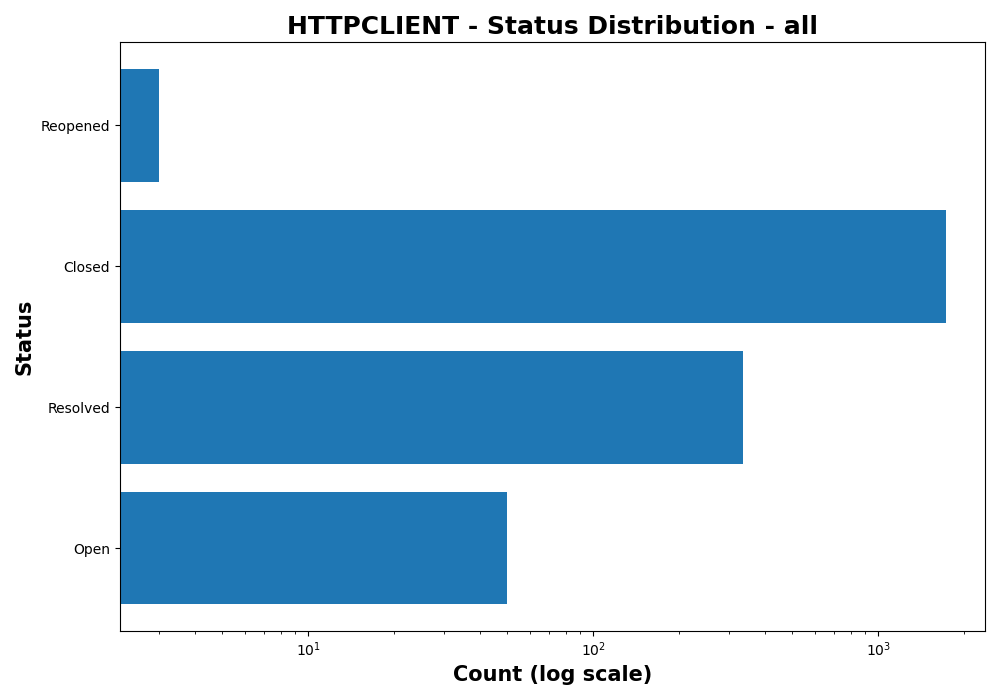 HTTPCLIENT - Status Distribution - all
Status
Reopened
Closed
Resolved
Open
10¹ 10² 10³
Count (log scale)